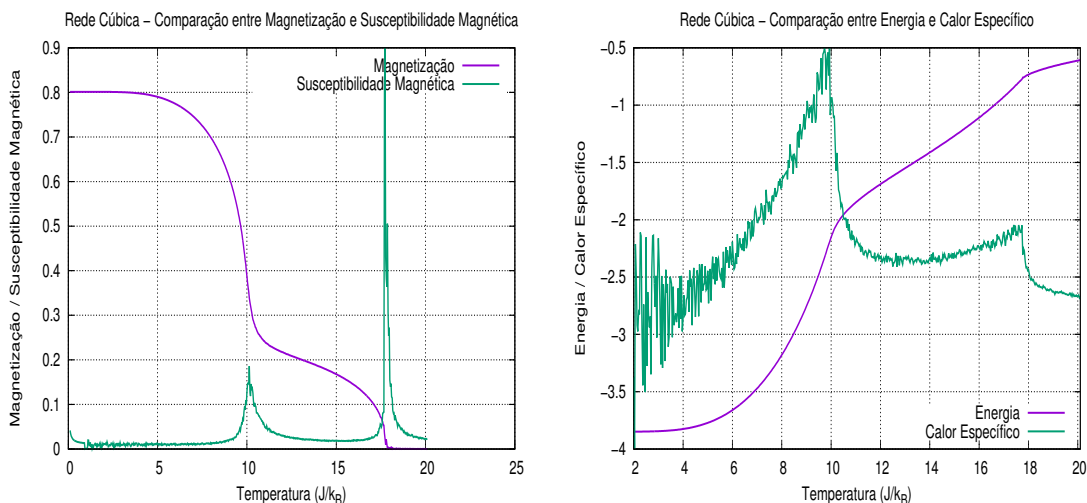 Rede Cúbica – Comparação entre Magnetização e Susceptibilidade Magnética
Magnetização / Susceptibilidade Magnética
0.9
0.8
0.7
0.6
0.5
0.4
0.3
0.2
0.1
0
Magnetização
Susceptibilidade Magnética
0 5 10 15 20 25
Temperatura (J/kB)
Rede Cúbica – Comparação entre Energia e Calor Específico
Energia / Calor Específico
−0.5
−1
−1.5
−2
−2.5
−3
−3.5
−4
Energia
Calor Específico
2 4 6 8 10 12 14 16 18 20
Temperatura (J/kB)